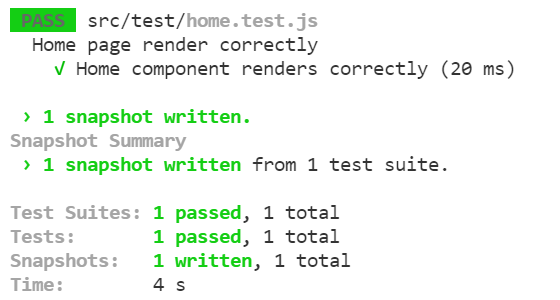 PASS src/test/home.test.js
Home page render correctly
√ Home component renders correctly (20 ms)
› 1 snapshot written.
Snapshot Summary
› 1 snapshot written from 1 test suite.
Test Suites: 1 passed, 1 total
Tests: 1 passed, 1 total
Snapshots: 1 written, 1 total
Time: 4 s